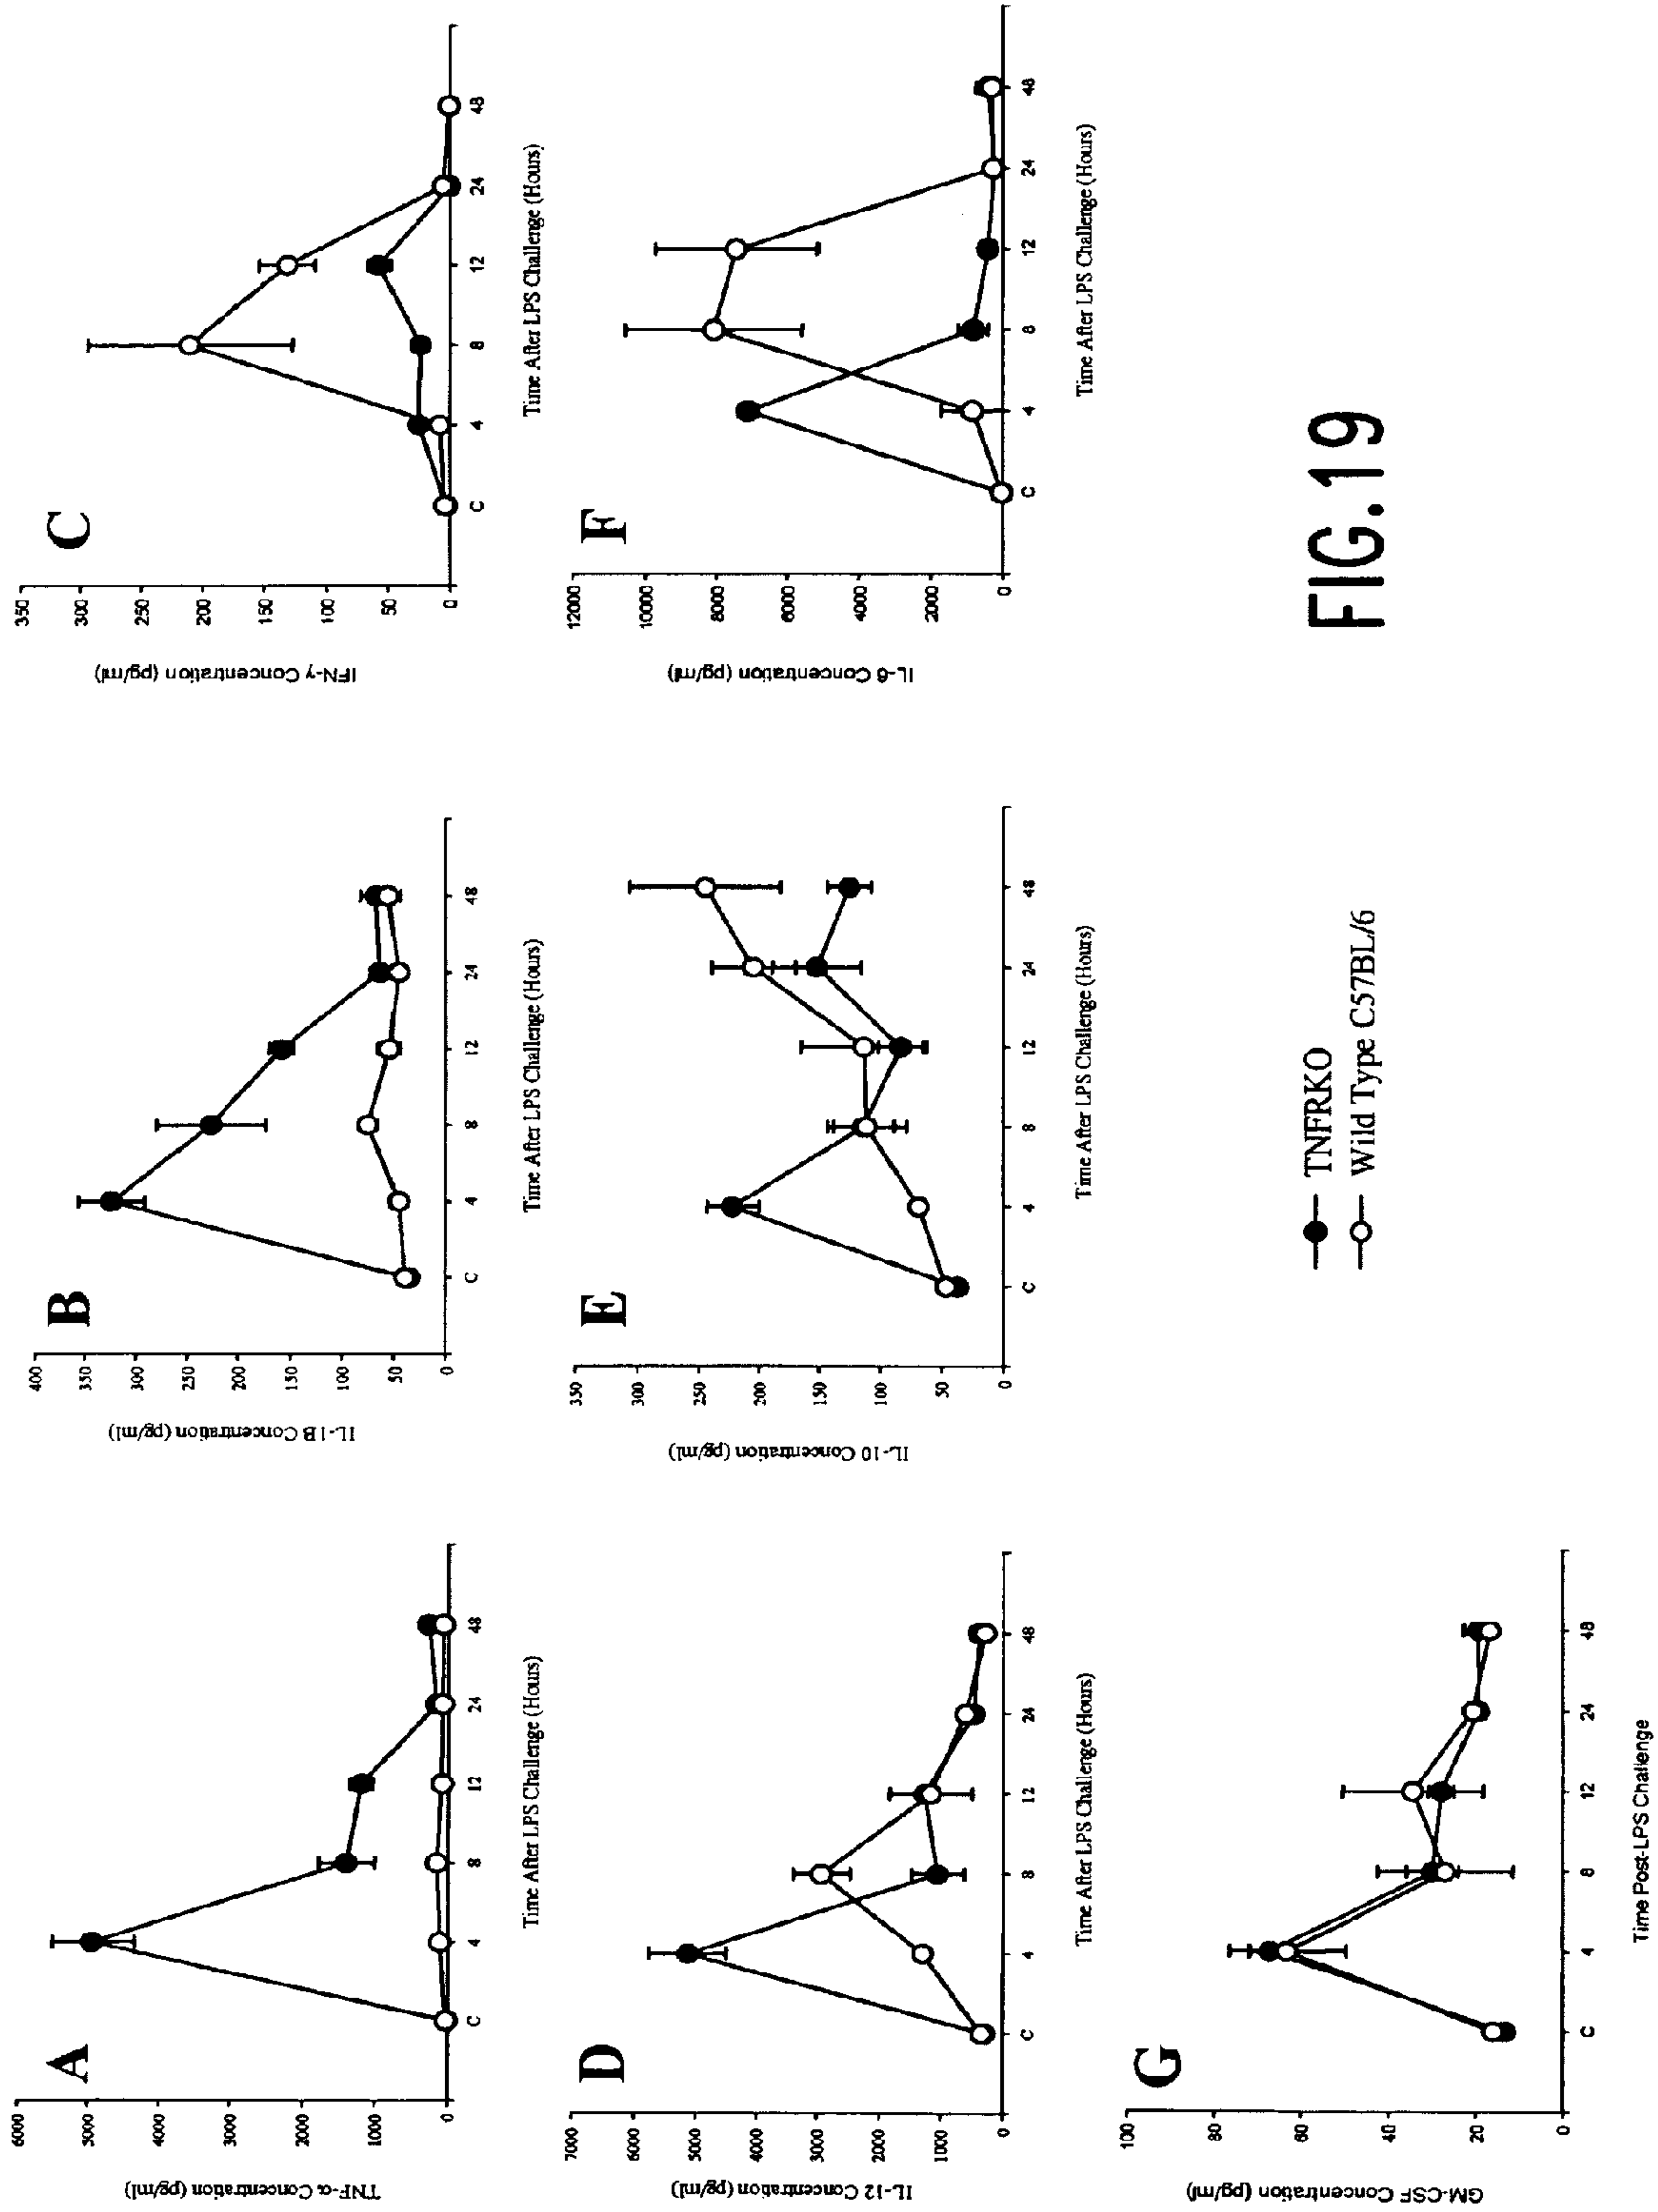 A
TNF-α Concentration (pg/ml)
6000
5000
4000
3000
2000
1000
0
C 4 8 12 24 48
Time After LPS Challenge (Hours)
B
IL-1B Concentration (pg/ml)
400
350
300
250
200
150
100
50
0
C 4 8 12 24 48
Time After LPS Challenge (Hours)
C
IFN-γ Concentration (pg/ml)
350
300
250
200
150
100
50
0
C 4 8 12 24 48
Time After LPS Challenge (Hours)
D
IL-12 Concentration (pg/ml)
7000
6000
5000
4000
3000
2000
1000
0
C 4 8 12 24 48
Time After LPS Challenge (Hours)
E
IL-10 Concentration (pg/ml)
350
300
250
200
150
100
50
0
C 4 8 12 24 48
Time After LPS Challenge (Hours)
F
IL-6 Concentration (pg/ml)
12000
10000
8000
6000
4000
2000
0
C 4 8 12 24 48
Time After LPS Challenge (Hours)
G
GM-CSF Concentration (pg/ml)
100
80
60
40
20
0
C 4 8 12 24 48
Time Post-LPS Challenge
TNFRKO
Wild Type C57BL/6
FIG.19